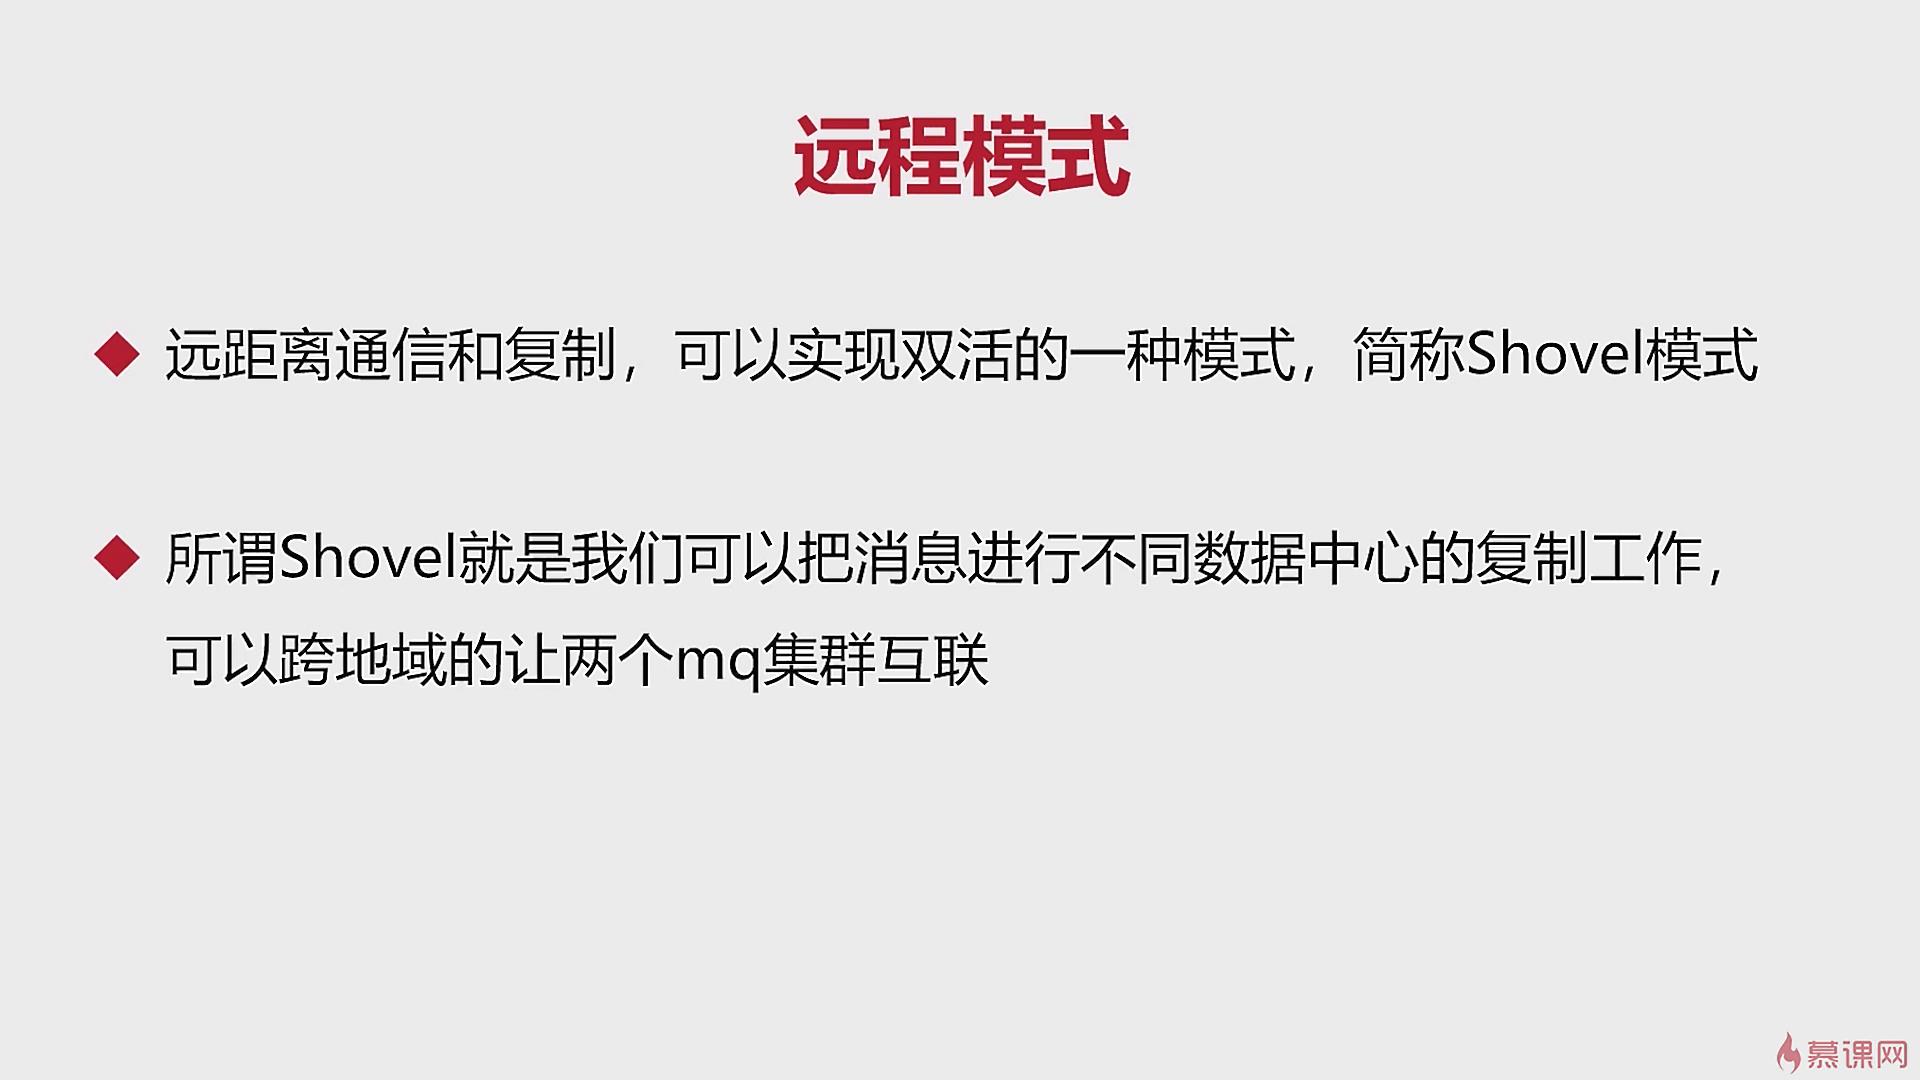 远程模式
远距离通信和复制，可以实现双活的一种模式，简称Shovel模式
所谓Shovel就是我们可以把消息进行不同数据中心的复制工作，
可以跨地域的让两个mq集群互联
慕课网